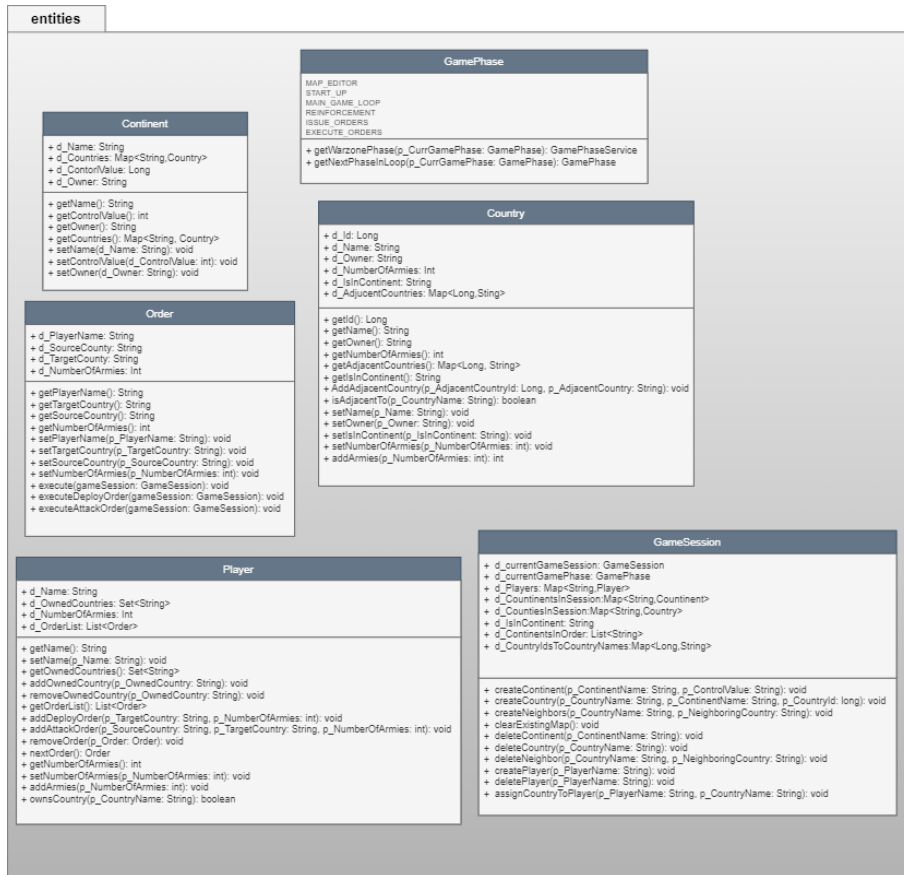 entities
GamePhase
MAP_EDITOR
START_UP
MAIN_GAME_LOOP
REINFORCEMENT
ISSUE_ORDERS
EXECUTE_ORDERS
+ getWarzonePhase(p_CurrGamePhase: GamePhase): GamePhaseService
+ getNextPhaseInLoop(p_CurrGamePhase: GamePhase): GamePhase
Continent
+ d_Name: String
+ d_Countries: Map<String,Country>
+ d_ContorlValue: Long
+ d_Owner: String
+ getName(): String
+ getControlValue(): int
+ getOwner(): String
+ getCountries(): Map<String, Country>
+ setName(d_Name: String): void
+ setControlValue(d_ControlValue: int): void
+ setOwner(d_Owner: String): void
Country
+ d_Id: Long
+ d_Name: String
+ d_Owner: String
+ d_NumberOfArmies: Int
+ d_IsInContinent: String
+ d_AdjucentCountries: Map<Long,Sting>
+ getId(): Long
+ getName(): String
+ getOwner(): String
+ getNumberOfArmies(): int
+ getAdjacentCountries(): Map<Long, String>
+ getIsInContinent(): String
+ AddAdjacentCountry(p_AdjacentCountryId: Long, p_AdjacentCountry: String): void
+ isAdjacentTo(p_CountryName: String): boolean
+ setName(p_Name: String): void
+ setOwner(p_Owner: String): void
+ setIsInContinent(p_IsInContinent: String): void
+ setNumberOfArmies(p_NumberOfArmies: int): void
+ addArmies(p_NumberOfArmies: int): int
Order
+ d_PlayerName: String
+ d_SourceCounty: String
+ d_TargetCounty: String
+ d_NumberOfArmies: Int
+ getPlayerName(): String
+ getTargetCountry(): String
+ getSourceCountry(): String
+ getNumberOfArmies(): int
+ setPlayerName(p_PlayerName: String): void
+ setTargetCountry(p_TargetCountry: String): void
+ setSourceCountry(p_SourceCountry: String): void
+ setNumberOfArmies(p_NumberOfArmies: int): void
+ execute(gameSession: GameSession): void
+ executeDeployOrder(gameSession: GameSession): void
+ executeAttackOrder(gameSession: GameSession): void
Player
+ d_Name: String
+ d_OwnedCountries: Set<String>
+ d_NumberOfArmies: Int
+ d_OrderList: List<Order>
+ getName(): String
+ setName(p_Name: String): void
+ getOwnedCountries(): Set<String>
+ addOwnedCountry(p_OwnedCountry: String): void
+ removeOwnedCountry(p_OwnedCountry: String): void
+ getOrderList(): List<Order>
+ addDeployOrder(p_TargetCountry: String, p_NumberOfArmies: int): void
+ addAttackOrder(p_SourceCountry: String, p_TargetCountry: String, p_NumberOfArmies: int): void
+ removeOrder(p_Order: Order): void
+ nextOrder(): Order
+ getNumberOfArmies(): int
+ setNumberOfArmies(p_NumberOfArmies: int): void
+ addArmies(p_NumberOfArmies: int): void
+ ownsCountry(p_CountryName: String): boolean
GameSession
+ d_currentGameSession: GameSession
+ d_currentGamePhase: GamePhase
+ d_Players: Map<String,Player>
+ d_CountinentsInSession:Map<String,Countinent>
+ d_CountiesInSession:Map<String,Country>
+ d_IsInContinent: String
+ d_ContinentsInOrder: List<String>
+ d_CountryIdsToCountryNames:Map<Long,String>
+ createContinent(p_ContinentName: String, p_ControlValue: String): void
+ createCountry(p_CountryName: String, p_ContinentName: String, p_CountryId: long): void
+ createNeighbors(p_CountryName: String, p_NeighboringCountry: String): void
+ clearExistingMap(): void
+ deleteContinent(p_ContinentName: String): void
+ deleteCountry(p_CountryName: String): void
+ deleteNeighbor(p_CountryName: String, p_NeighboringCountry: String): void
+ createPlayer(p_PlayerName: String): void
+ deletePlayer(p_PlayerName: String): void
+ assignCountryToPlayer(p_PlayerName: String, p_CountryName: String): void